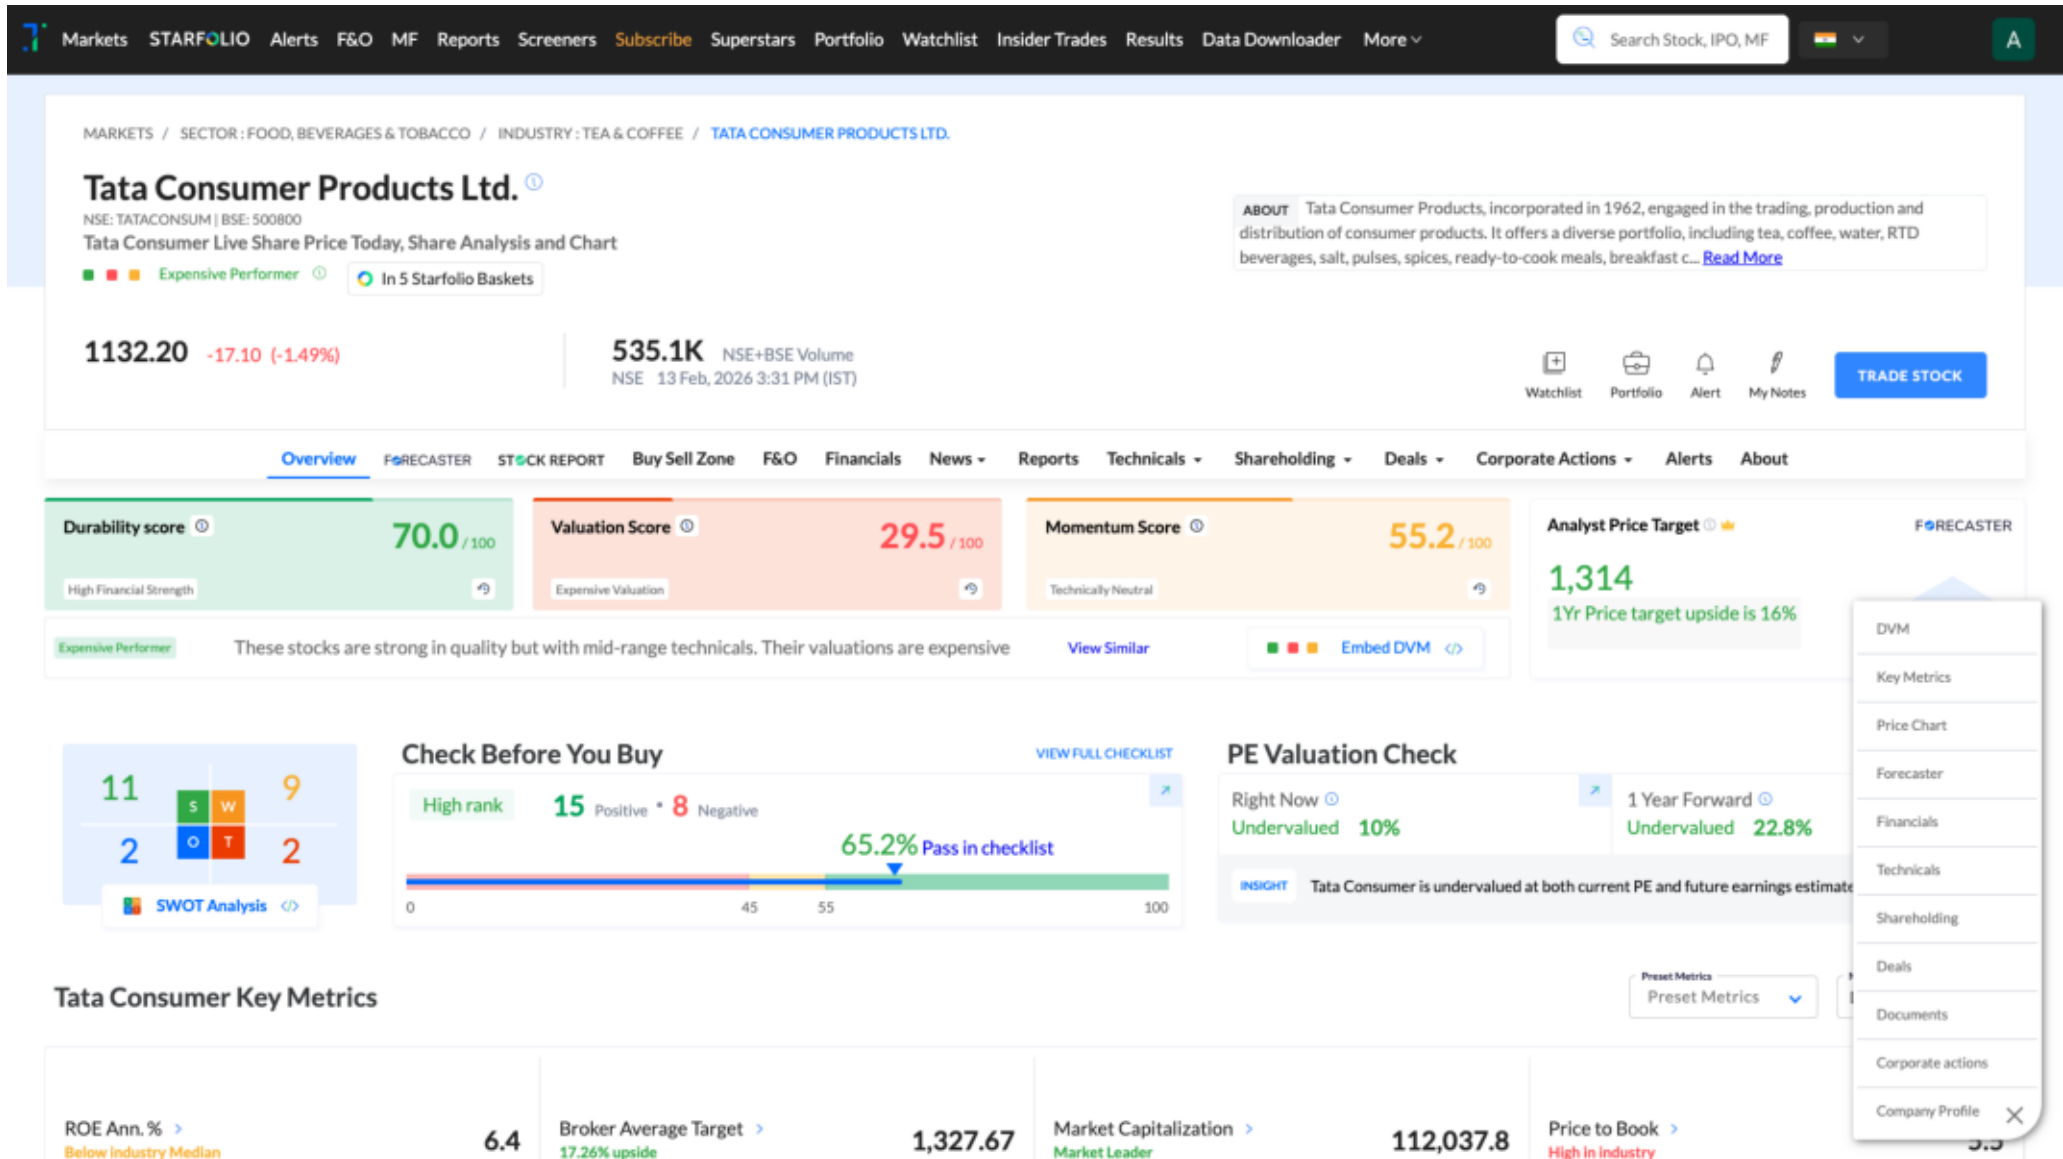 Markets STARFOLIO Alerts F&O MF Reports Screeners Subscribe Superstars Portfolio Watchlist Insider Trades Results Data Downloader More Search Stock, IPO, MF A
MARKETS / SECTOR : FOOD, BEVERAGES & TOBACCO / INDUSTRY : TEA & COFFEE / TATA CONSUMER PRODUCTS LTD.
Tata Consumer Products Ltd.
NSE: TATACONSUM | BSE: 500800
Tata Consumer Live Share Price Today, Share Analysis and Chart
Expensive Performer In 5 Starfolio Baskets
ABOUT Tata Consumer Products, incorporated in 1962, engaged in the trading, production and
distribution of consumer products. It offers a diverse portfolio, including tea, coffee, water, RTD
beverages, salt, pulses, spices, ready-to-cook meals, breakfast c... Read More
1132.20 -17.10 (-1.49%)
535.1K NSE+BSE Volume
NSE 13 Feb, 2026 3:31 PM (IST)
Watchlist Portfolio Alert My Notes TRADE STOCK
Overview FORECASTER STOCK REPORT Buy Sell Zone F&O Financials News Reports Technicals Shareholding Deals Corporate Actions Alerts About
Durability score 70.0 / 100
High Financial Strength
Valuation Score 29.5 / 100
Expensive Valuation
Momentum Score 55.2 / 100
Technically Neutral
Analyst Price Target FORECASTER
1,314
1Yr Price target upside is 16%
Expensive Performer These stocks are strong in quality but with mid-range technicals. Their valuations are expensive View Similar Embed DVM </>
11 S W 9
2 O T 2
SWOT Analysis </>
Check Before You Buy VIEW FULL CHECKLIST
High rank 15 Positive • 8 Negative
65.2% Pass in checklist
0 45 55 100
PE Valuation Check
Right Now
Undervalued 10%
1 Year Forward
Undervalued 22.8%
INSIGHT Tata Consumer is undervalued at both current PE and future earnings estimate
DVM
Key Metrics
Price Chart
Forecaster
Financials
Technicals
Shareholding
Deals
Documents
Corporate actions
Company Profile
Tata Consumer Key Metrics
Preset Metrics
Preset Metrics
ROE Ann. % 6.4
Below industry Median
Broker Average Target 1,327.67
17.26% upside
Market Capitalization 112,037.8
Market Leader
Price to Book 5.5
High in industry